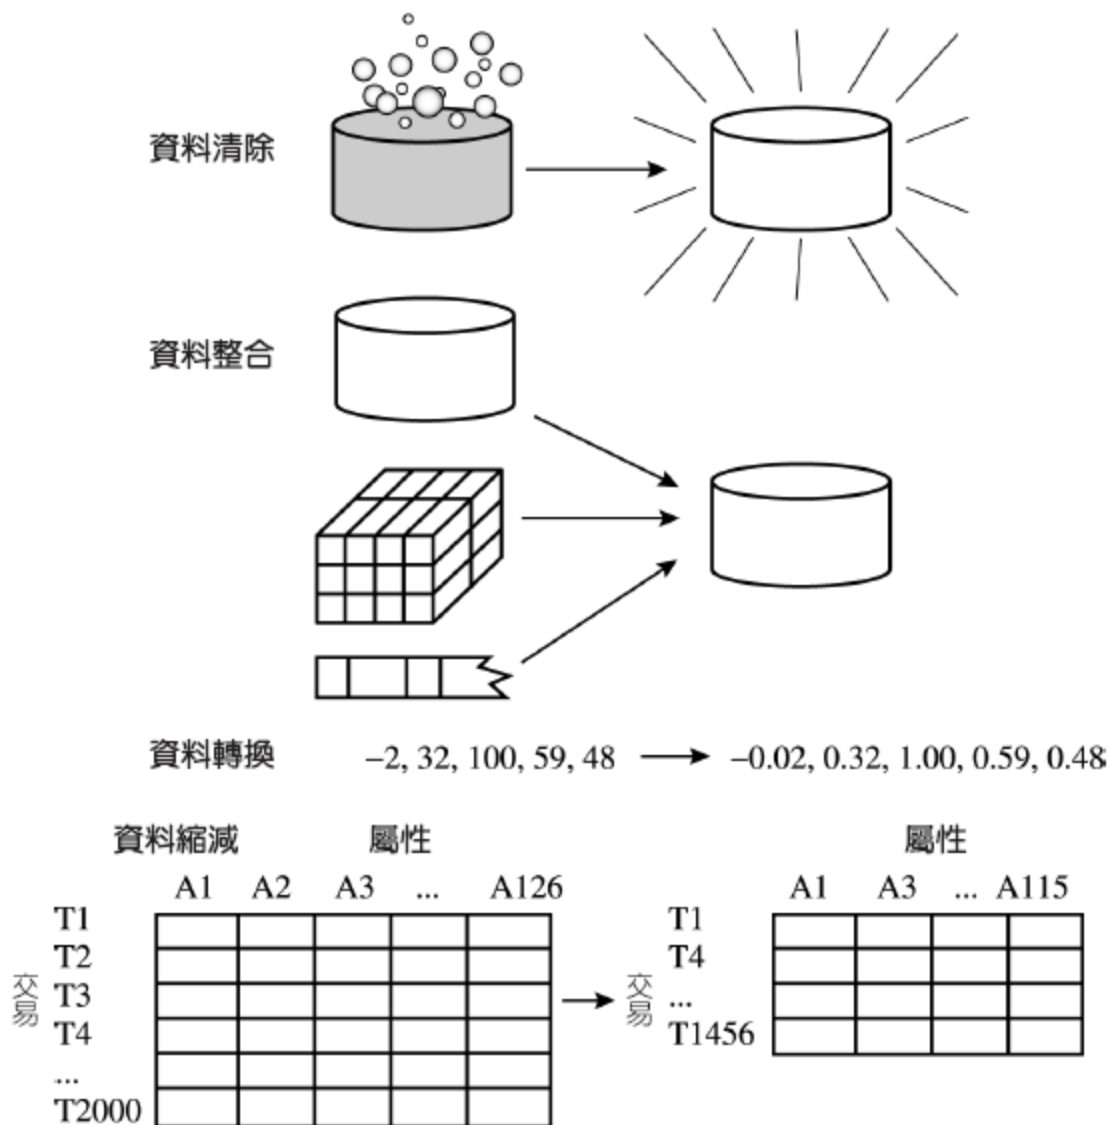 資料清除
資料整合
資料轉換 −2, 32, 100, 59, 48 −0.02, 0.32, 1.00, 0.59, 0.48
資料縮減 屬性 屬性
A1 A2 A3 ... A126 A1 A3 ... A115
T1 T1
T2 T4
T3 ...
T4 T1456
...
T2000
交易 交易